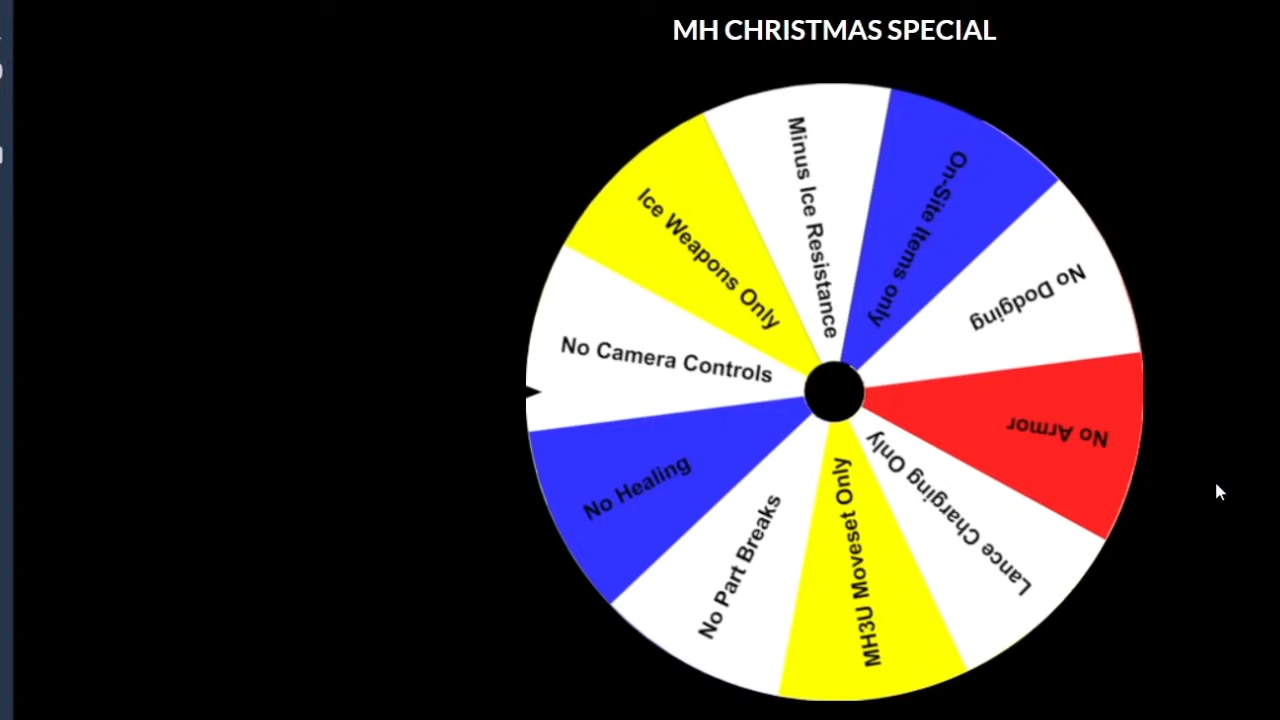 MH CHRISTMAS SPECIAL
Minus Ice Resistance
On-Site Items only
No Dodging
No Armor
Lance Charging Only
MH3U Moveset Only
No Part Breaks
No Healing
No Camera Controls
Ice Weapons Only